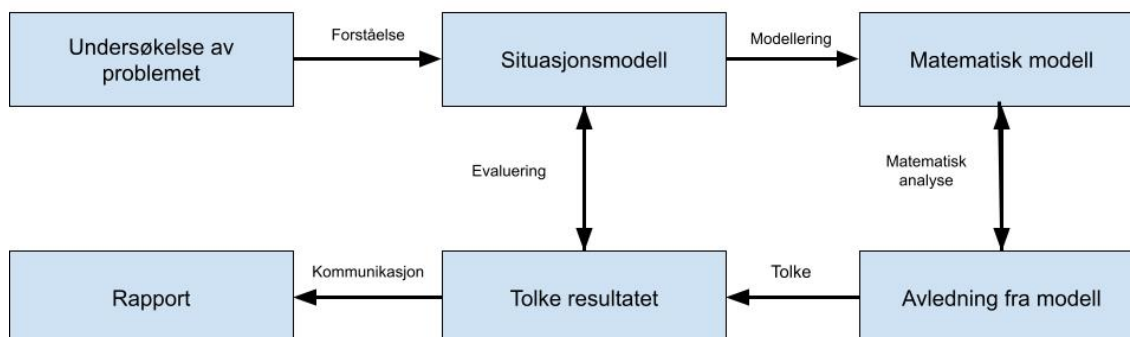 Undersøkelse av
problemet
Forståelse
Situasjonsmodell
Modellering
Matematisk modell
Evaluering
Matematisk
analyse
Rapport
Kommunikasjon
Tolke resultatet
Tolke
Avledning fra modell